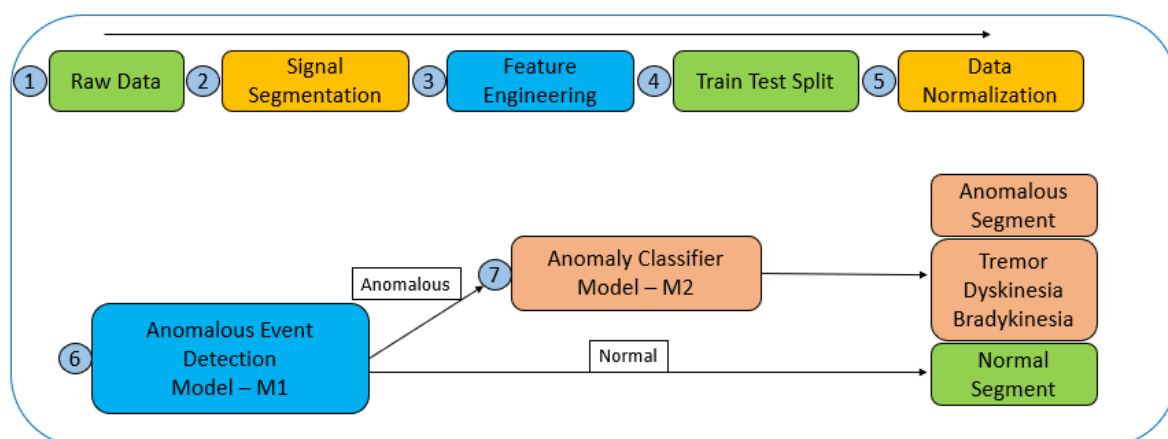 1
Raw Data
2
Signal
Segmentation
3
Feature
Engineering
4
Train Test Split
5
Data
Normalization
Anomalous
Segment
Tremor
Dyskinesia
Bradykinesia
7
Anomaly Classifier
Model – M2
Anomalous
6
Anomalous Event
Detection
Model – M1
Normal
Normal
Segment